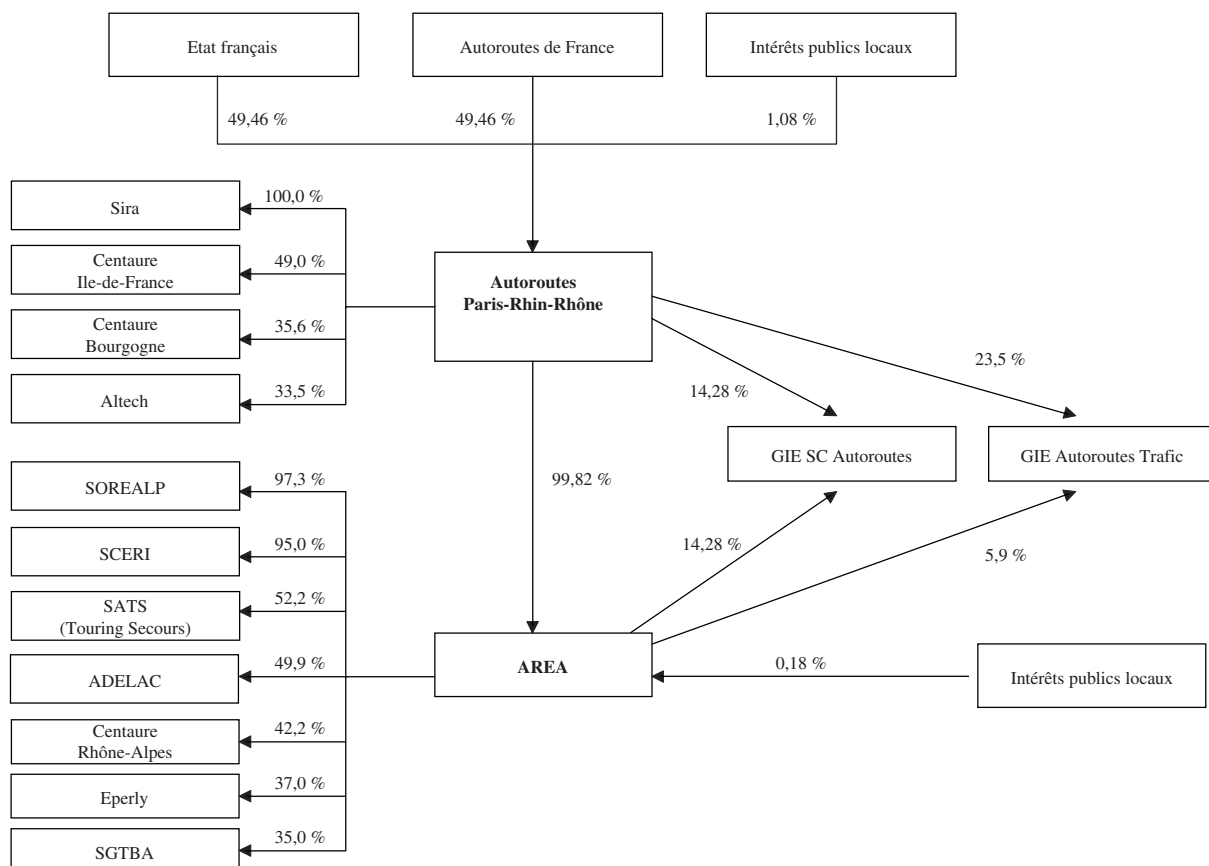 Etat français
Autoroutes de France
Intérêts publics locaux
49,46 %
49,46 %
1,08 %
Sira
100,0 %
Centaure
Ile-de-France
49,0 %
Centaure
Bourgogne
35,6 %
Altech
33,5 %
Autoroutes
Paris-Rhin-Rhône
23,5 %
14,28 %
GIE SC Autoroutes
GIE Autoroutes Trafic
99,82 %
SOREALP
97,3 %
SCERI
95,0 %
SATS
(Touring Secours)
52,2 %
ADELAC
49,9 %
Centaure
Rhône-Alpes
42,2 %
Eperly
37,0 %
SGTBA
35,0 %
14,28 %
5,9 %
AREA
0,18 %
Intérêts publics locaux